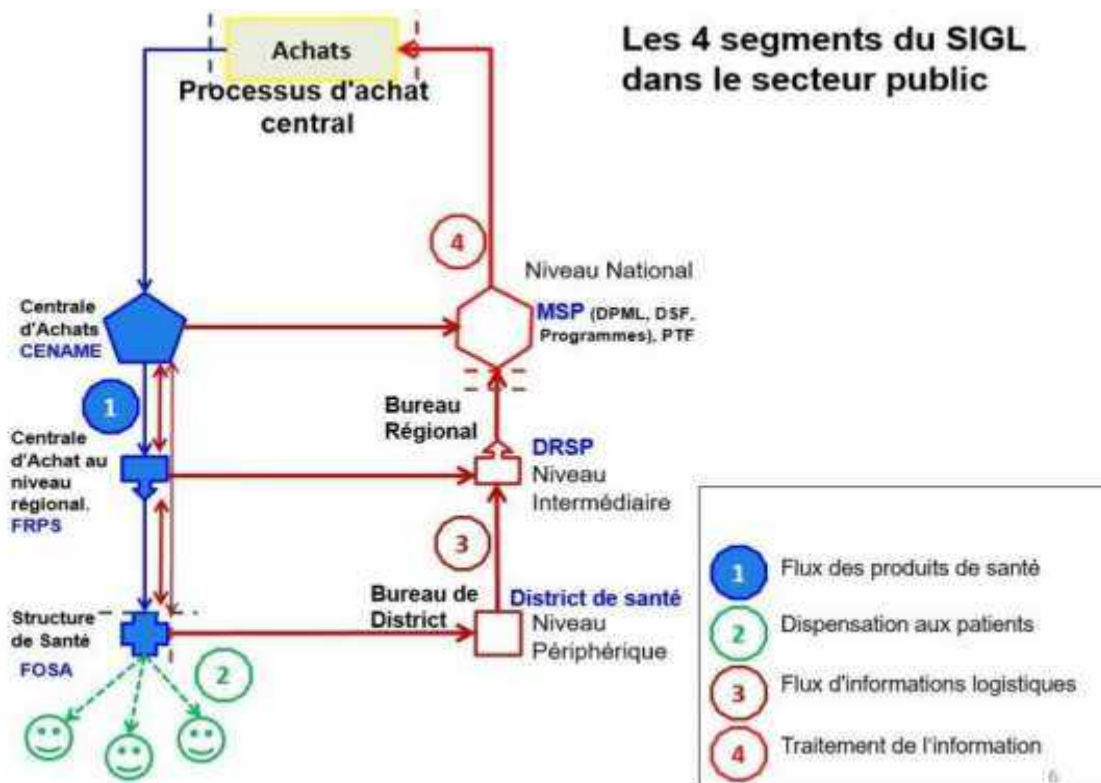 Les 4 segments du SIGL
dans le secteur public
Achats
Processus d'achat
central
4
Niveau National
MSP (DPML, DSF,
Programmes), PTF
Centrale
d'Achats
CENAME
1
Bureau
Régional
Centrale
d'Achat au
niveau
régional.
FRPS
DRSP
Niveau
Intermédiaire
3
Bureau de
District
District de santé
Niveau
Périphérique
Structure
de Santé
FOSA
2
1 Flux des produits de santé
2 Dispensation aux patients
3 Flux d'informations logistiques
4 Traitement de l'information
6